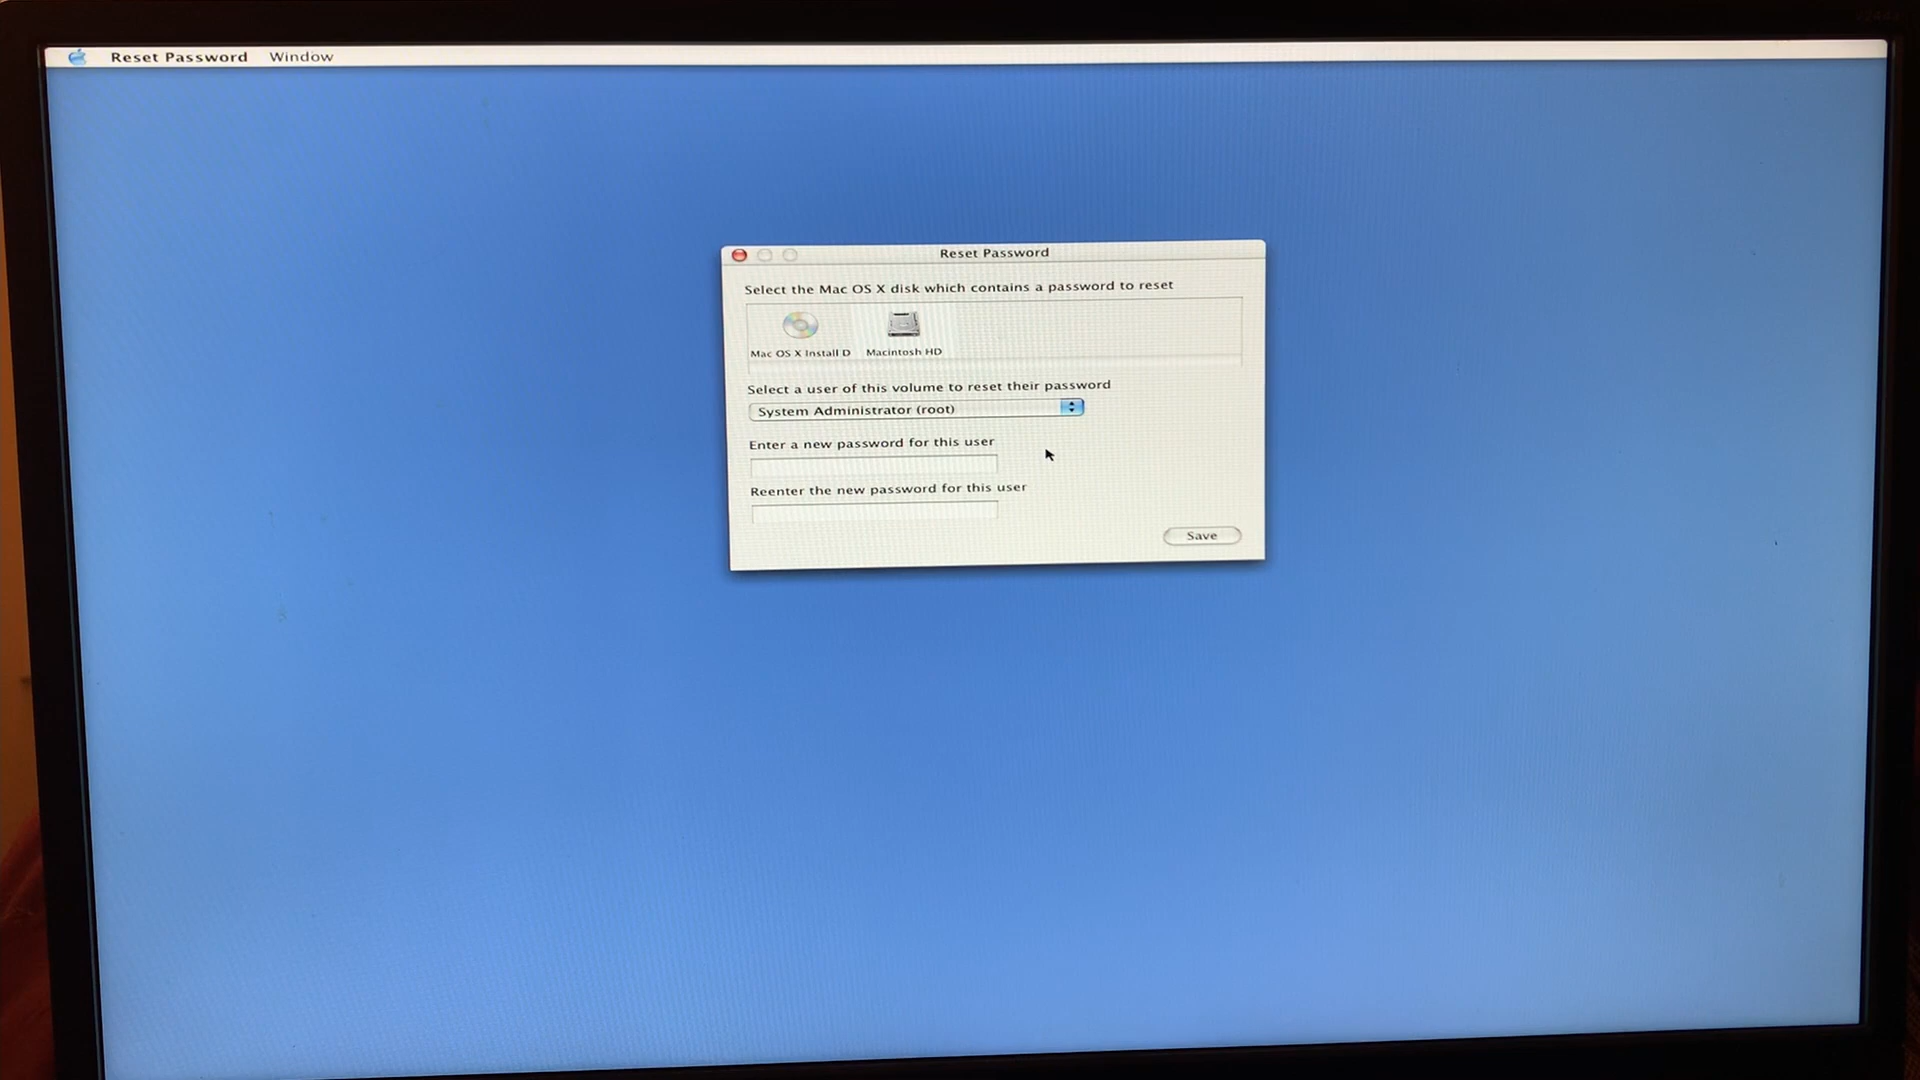 Reset Password Window
Reset Password
Select the Mac OS X disk which contains a password to reset
Mac OS X Install D Macintosh HD
Select a user of this volume to reset their password
System Administrator (root)
Enter a new password for this user
Reenter the new password for this user
Save